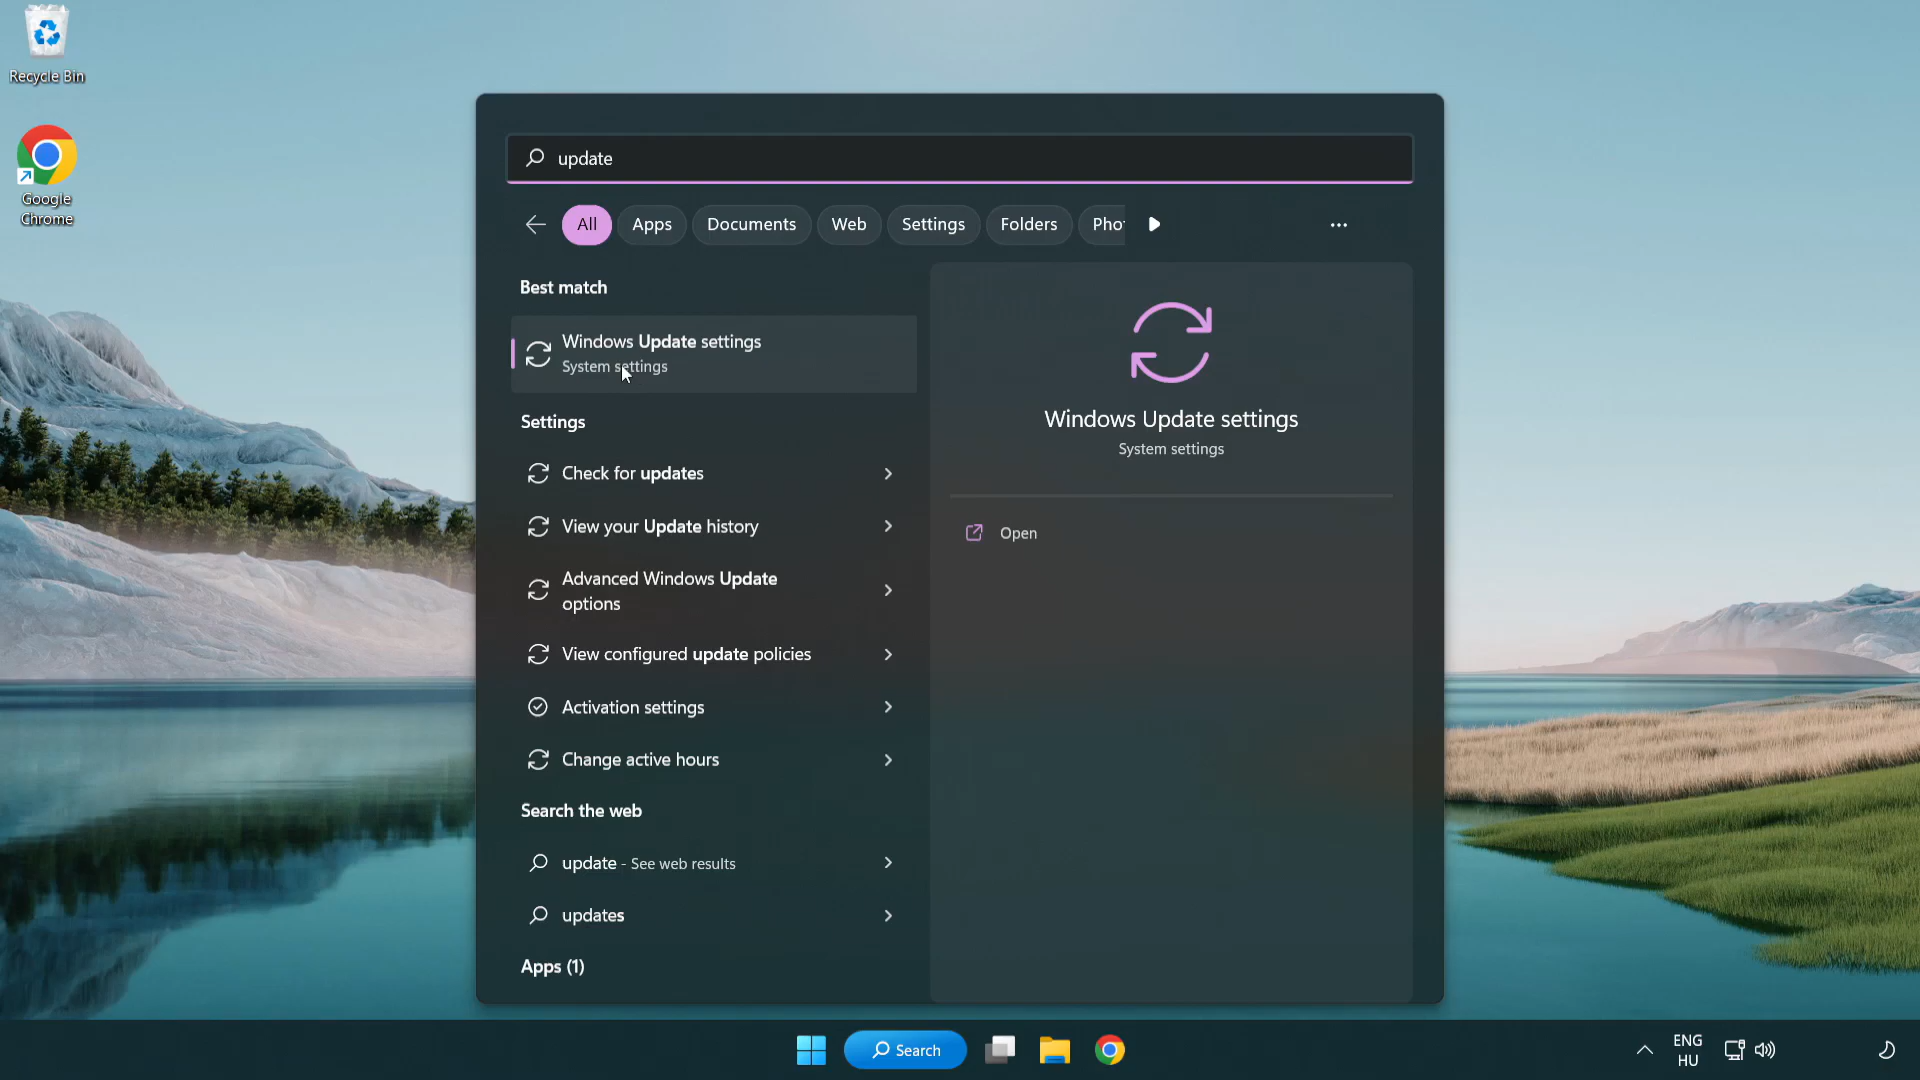 Recycle Bin
Google
Chrome
update
All
Apps
Documents
Web
Settings
Folders
Pho
Best match
Windows Update settings
System settings
Settings
Check for updates
View your Update history
Advanced Windows Update
options
View configured update policies
Activation settings
Change active hours
Search the web
update - See web results
updates
Apps (1)
Windows Update settings
System settings
Open
Search
ENG
HU